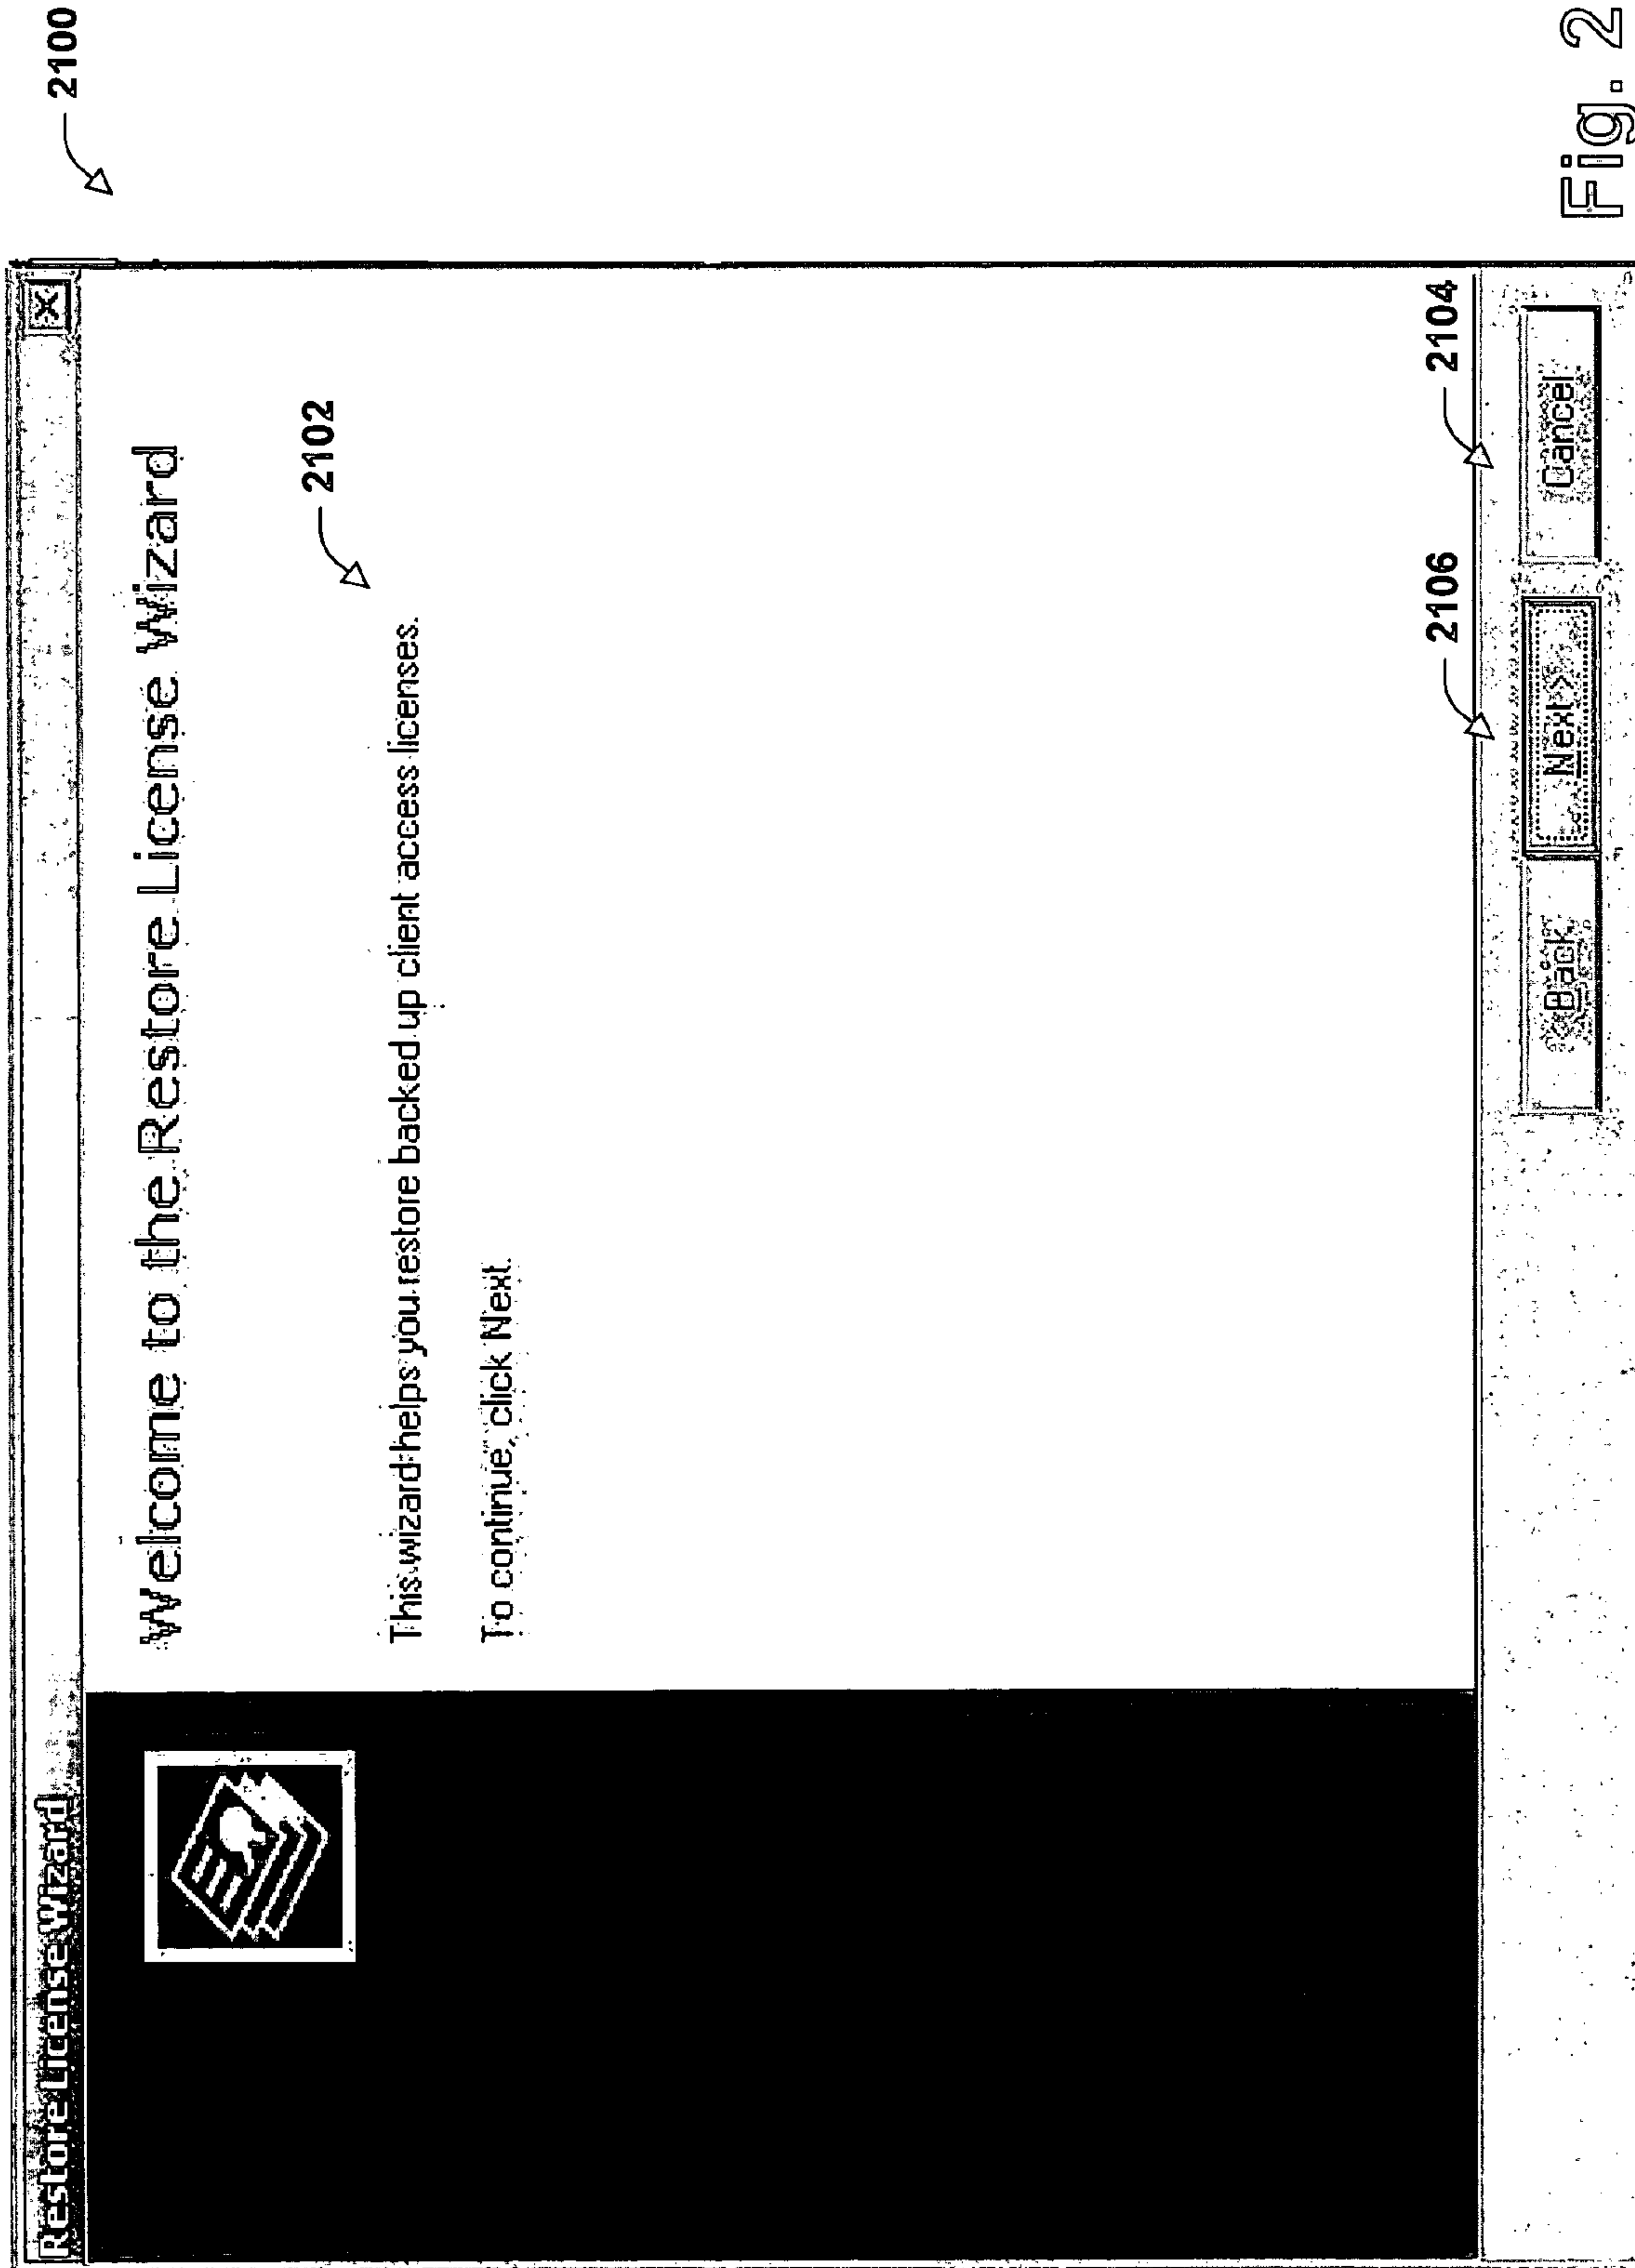 2100
Restore License Wizard
Welcome to the Restore License Wizard
2102
This wizard helps you restore backed up client access licenses.
To continue, click Next.
2106
2104
< Back
Next >
Cancel
Fig. 2